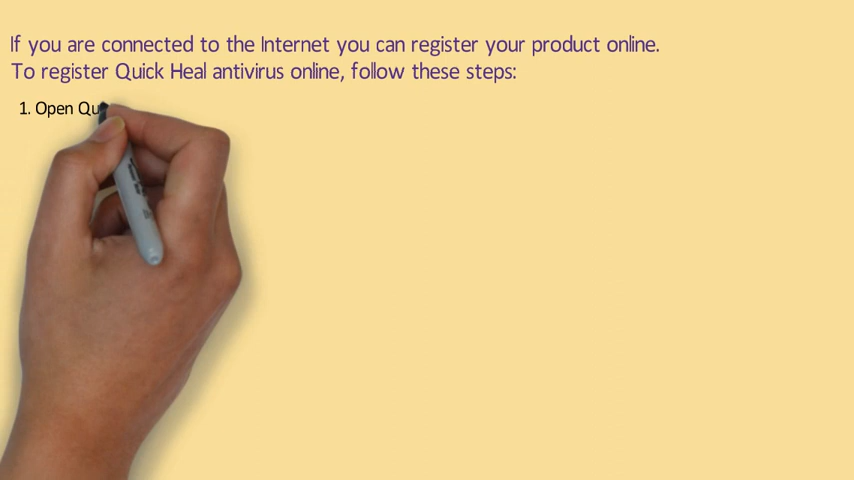 If you are connected to the Internet you can register your product online.
To register Quick Heal antivirus online, follow these steps:
1. Open Qu